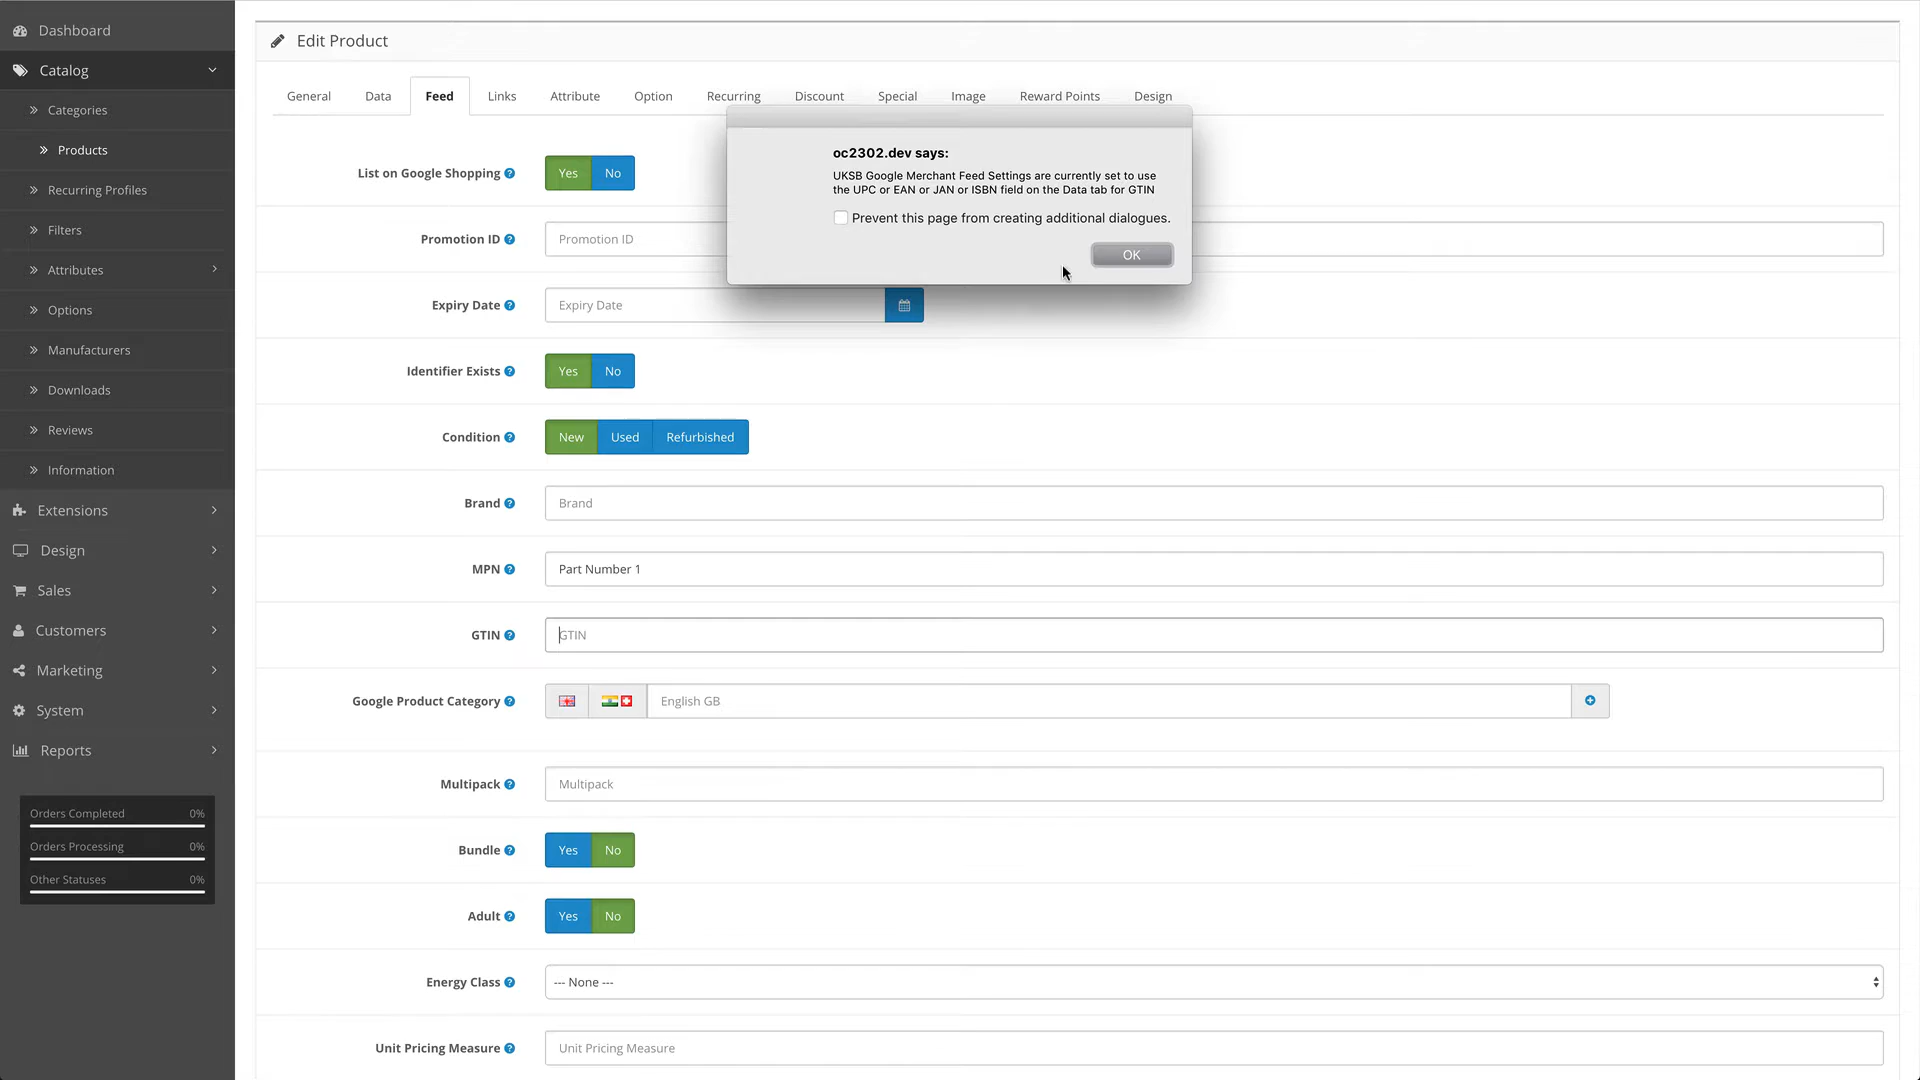 Dashboard
Catalog
Categories
Products
Recurring Profiles
Filters
Attributes
Options
Manufacturers
Downloads
Reviews
Information
Extensions
Design
Sales
Customers
Marketing
System
Reports
Orders Completed 0%
Orders Processing 0%
Other Statuses 0%
Edit Product
General Data Feed Links Attribute Option Recurring Discount Special Image Reward Points Design
oc2302.dev says:
UKSB Google Merchant Feed Settings are currently set to use
the UPC or EAN or JAN or ISBN field on the Data tab for GTIN
Prevent this page from creating additional dialogues.
OK
List on Google Shopping ? Yes No
Promotion ID ? Promotion ID
Expiry Date ? Expiry Date
Identifier Exists ? Yes No
Condition ? New Used Refurbished
Brand ? Brand
MPN ? Part Number 1
GTIN ? GTIN
Google Product Category ? English GB
Multipack ? Multipack
Bundle ? Yes No
Adult ? Yes No
Energy Class ? --- None ---
Unit Pricing Measure ? Unit Pricing Measure